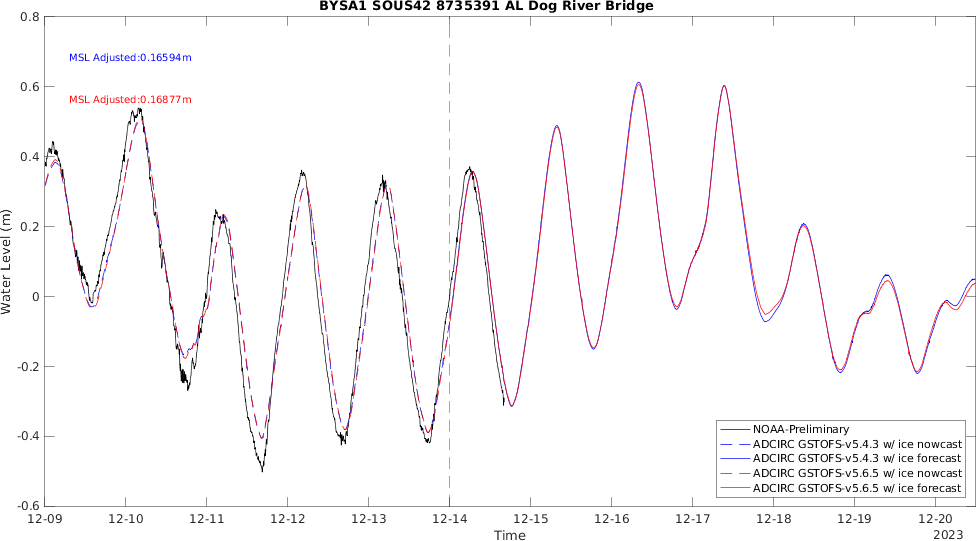 BYSA1 SOUS42 8735391 AL Dog River Bridge
0.8
0.6
0.4
0.2
0
-0.2
-0.4
-0.6
Water Level (m)
MSL Adjusted:0.16594m
MSL Adjusted:0.16877m
NOAA-Preliminary
ADCIRC GSTOFS-v5.4.3 w/ ice nowcast
ADCIRC GSTOFS-v5.4.3 w/ ice forecast
ADCIRC GSTOFS-v5.6.5 w/ ice nowcast
ADCIRC GSTOFS-v5.6.5 w/ ice forecast
12-09 12-10 12-11 12-12 12-13 12-14 12-15 12-16 12-17 12-18 12-19 12-20
2023
Time